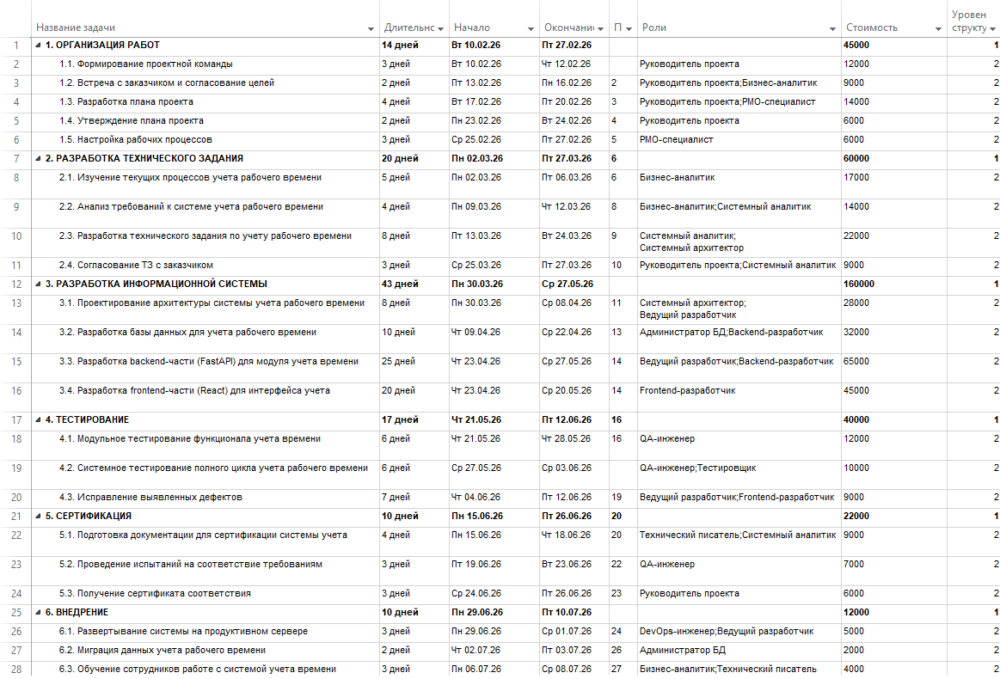 Название задачи Длительнс Начало Окончани П Роли Стоимость Уровен структу
1 1. ОРГАНИЗАЦИЯ РАБОТ 14 дней Вт 10.02.26 Пт 27.02.26 45000 1
2 1.1. Формирование проектной команды 3 дней Вт 10.02.26 Чт 12.02.26 Руководитель проекта 12000 2
3 1.2. Встреча с заказчиком и согласование целей 2 дней Пт 13.02.26 Пн 16.02.26 2 Руководитель проекта;Бизнес-аналитик 9000 2
4 1.3. Разработка плана проекта 4 дней Вт 17.02.26 Пт 20.02.26 3 Руководитель проекта;PMO-специалист 14000 2
5 1.4. Утверждение плана проекта 2 дней Пн 23.02.26 Вт 24.02.26 4 Руководитель проекта 6000 2
6 1.5. Настройка рабочих процессов 3 дней Ср 25.02.26 Пт 27.02.26 5 PMO-специалист 6000 2
7 2. РАЗРАБОТКА ТЕХНИЧЕСКОГО ЗАДАНИЯ 20 дней Пн 02.03.26 Пт 27.03.26 6 60000 1
8 2.1. Изучение текущих процессов учета рабочего времени 5 дней Пн 02.03.26 Пт 06.03.26 6 Бизнес-аналитик 17000 2
9 2.2. Анализ требований к системе учета рабочего времени 4 дней Пн 09.03.26 Чт 12.03.26 8 Бизнес-аналитик;Системный аналитик 14000 2
10 2.3. Разработка технического задания по учету рабочего времени 8 дней Пт 13.03.26 Вт 24.03.26 9 Системный аналитик; 22000 2
Системный архитектор
11 2.4. Согласование ТЗ с заказчиком 3 дней Ср 25.03.26 Пт 27.03.26 10 Руководитель проекта;Системный аналитик 9000 2
12 3. РАЗРАБОТКА ИНФОРМАЦИОННОЙ СИСТЕМЫ 43 дней Пн 30.03.26 Ср 27.05.26 160000 1
13 3.1. Проектирование архитектуры системы учета рабочего времени 8 дней Пн 30.03.26 Ср 08.04.26 11 Системный архитектор; 28000 2
Ведущий разработчик
14 3.2. Разработка базы данных для учета рабочего времени 10 дней Чт 09.04.26 Ср 22.04.26 13 Администратор БД;Backend-разработчик 32000 2
15 3.3. Разработка backend-части (FastAPI) для модуля учета времени 25 дней Чт 23.04.26 Ср 27.05.26 14 Ведущий разработчик;Backend-разработчик 65000 2
16 3.4. Разработка frontend-части (React) для интерфейса учета 20 дней Чт 23.04.26 Ср 20.05.26 14 Frontend-разработчик 45000 2
17 4. ТЕСТИРОВАНИЕ 17 дней Чт 21.05.26 Пт 12.06.26 16 40000 1
18 4.1. Модульное тестирование функционала учета времени 6 дней Чт 21.05.26 Чт 28.05.26 16 QA-инженер 12000 2
19 4.2. Системное тестирование полного цикла учета рабочего времени 6 дней Ср 27.05.26 Ср 03.06.26 QA-инженер;Тестировщик 10000 2
20 4.3. Исправление выявленных дефектов 7 дней Чт 04.06.26 Пт 12.06.26 19 Ведущий разработчик;Frontend-разработчик 9000 2
21 5. СЕРТИФИКАЦИЯ 10 дней Пн 15.06.26 Пт 26.06.26 20 22000 1
22 5.1. Подготовка документации для сертификации системы учета 4 дней Пн 15.06.26 Чт 18.06.26 20 Технический писатель;Системный аналитик 9000 2
23 5.2. Проведение испытаний на соответствие требованиям 3 дней Пт 19.06.26 Вт 23.06.26 22 QA-инженер 7000 2
24 5.3. Получение сертификата соответствия 3 дней Ср 24.06.26 Пт 26.06.26 23 Руководитель проекта 6000 2
25 6. ВНЕДРЕНИЕ 10 дней Пн 29.06.26 Пт 10.07.26 12000 1
26 6.1. Развертывание системы на продуктивном сервере 3 дней Пн 29.06.26 Ср 01.07.26 24 DevOps-инженер;Ведущий разработчик 5000 2
27 6.2. Миграция данных учета рабочего времени 2 дней Чт 02.07.26 Пт 03.07.26 26 Администратор БД 2000 2
28 6.3. Обучение сотрудников работе с системой учета времени 3 дней Пн 06.07.26 Ср 08.07.26 27 Бизнес-аналитик;Технический писатель 4000 2